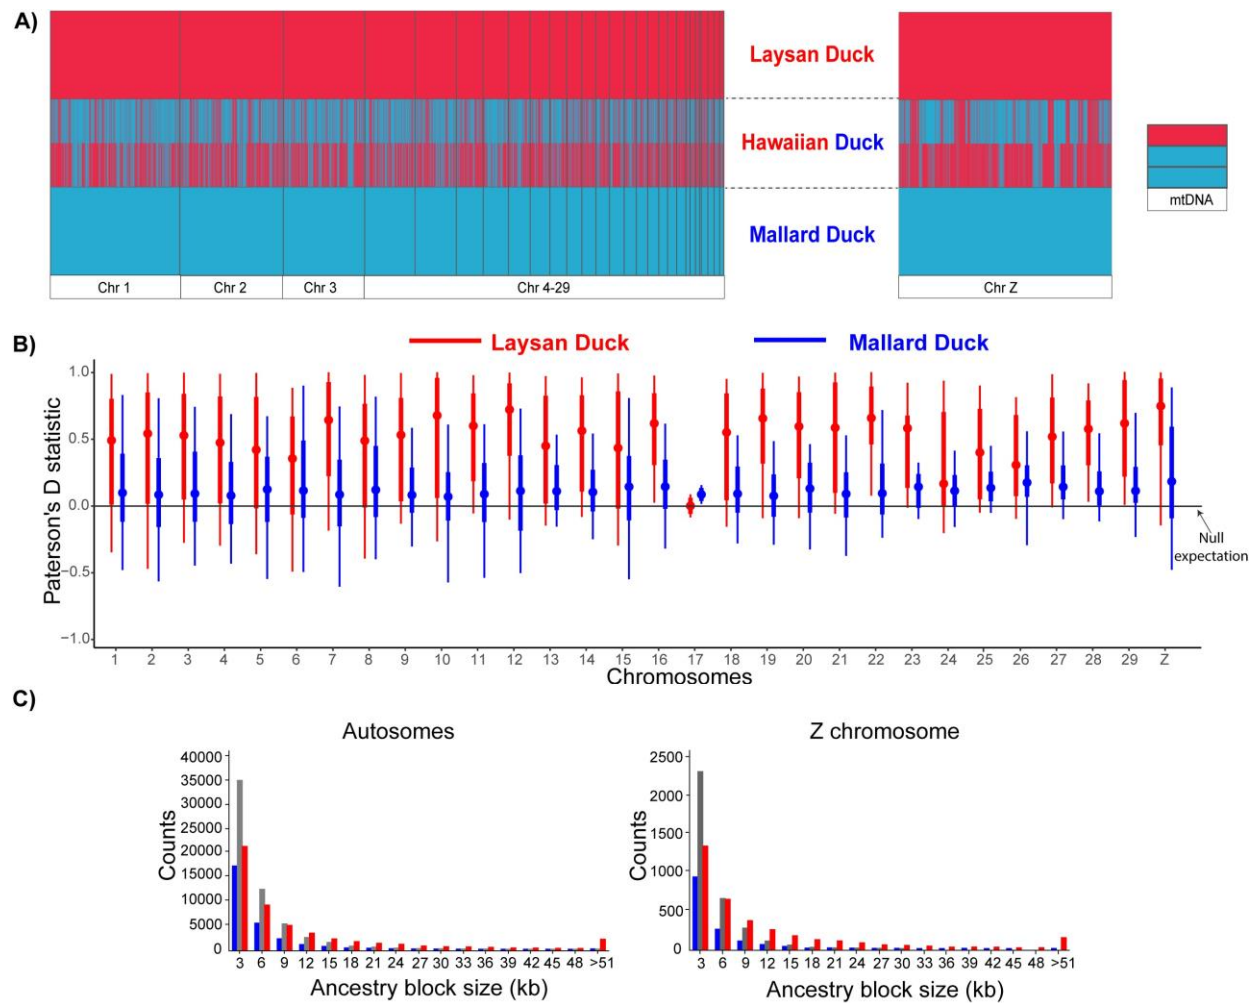 A)
Laysan Duck
Hawaiian Duck
Mallard Duck
mtDNA
Chr 1 Chr 2 Chr 3 Chr 4-29 Chr Z
B)
Laysan Duck Mallard Duck
Paterson's D statistic
1.0
0.5
0.0
−0.5
−1.0
Null
expectation
1 2 3 4 5 6 7 8 9 10 11 12 13 14 15 16 17 18 19 20 21 22 23 24 25 26 27 28 29 Z
Chromosomes
C)
Autosomes
Counts
40000
35000
30000
25000
20000
15000
10000
5000
0
3 6 9 12 15 18 21 24 27 30 33 36 39 42 45 48 >51
Ancestry block size (kb)
Z chromosome
Counts
2500
2000
1500
1000
500
0
3 6 9 12 15 18 21 24 27 30 33 36 39 42 45 48 >51
Ancestry block size (kb)